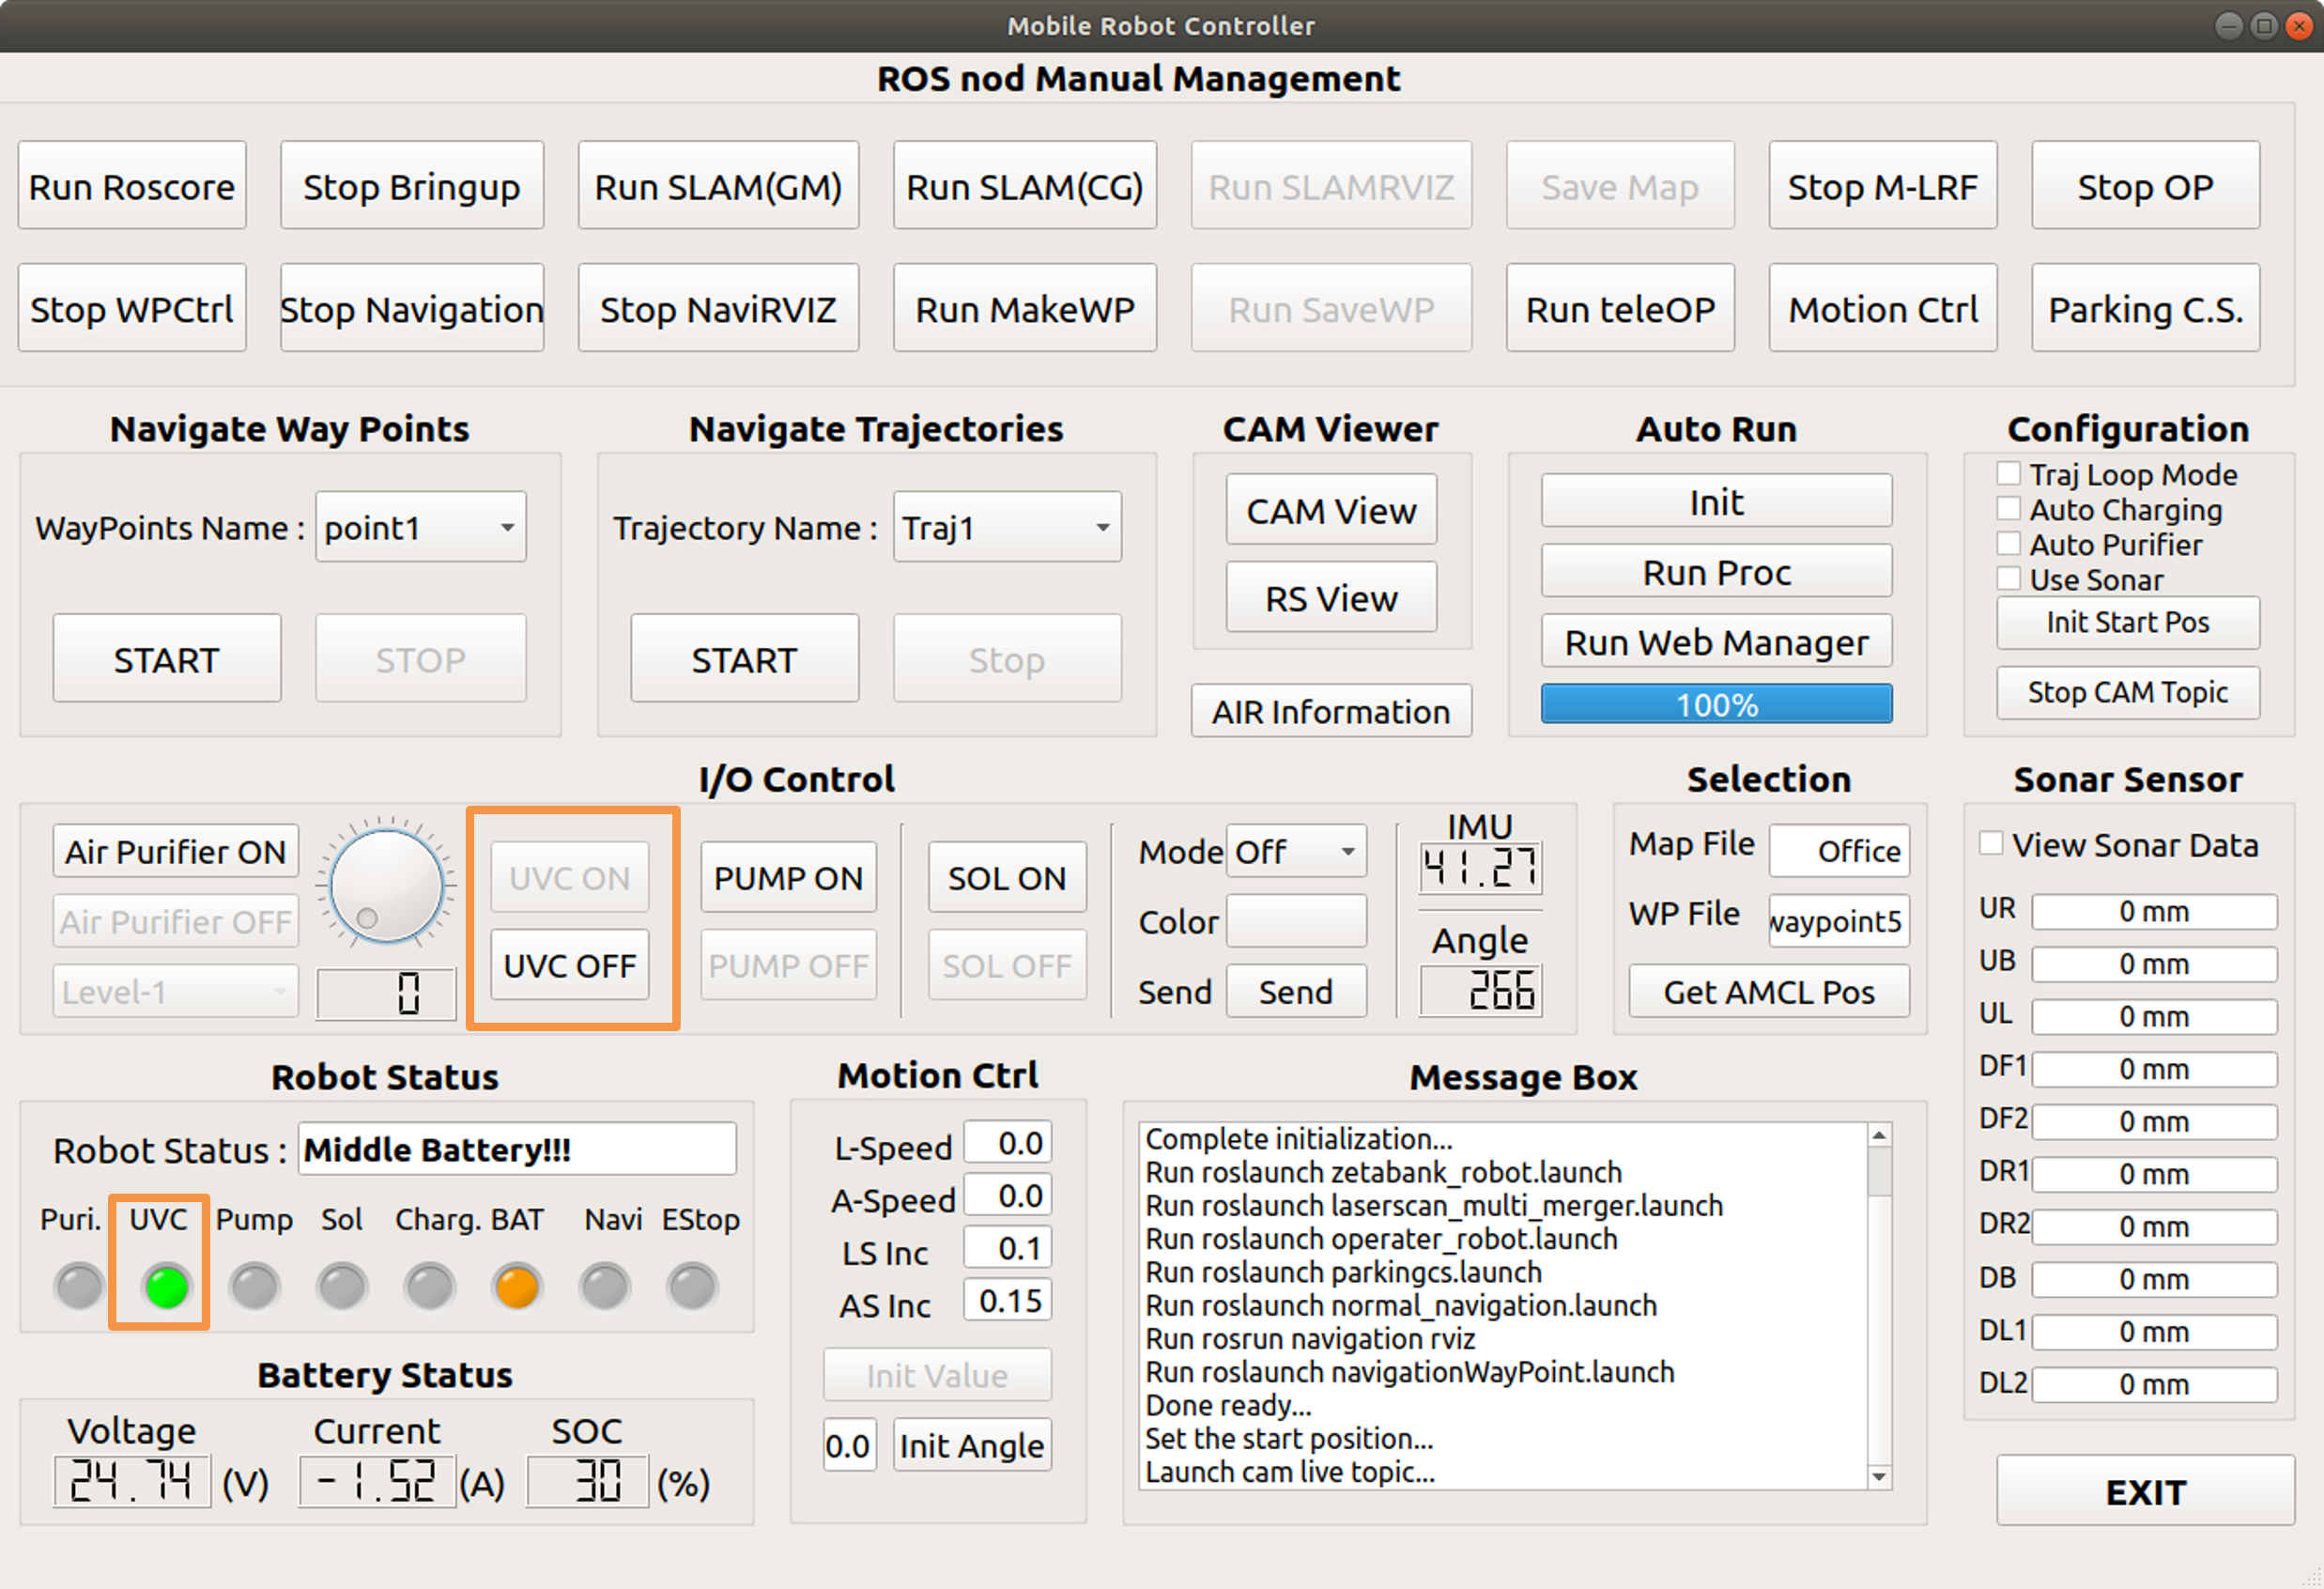 Mobile Robot Controller
ROS nod Manual Management
Run Roscore Stop Bringup Run SLAM(GM) Run SLAM(CG) Run SLAMRVIZ Save Map Stop M-LRF Stop OP
Stop WPCtrl Stop Navigation Stop NaviRVIZ Run MakeWP Run SaveWP Run teleOP Motion Ctrl Parking C.S.
Navigate Way Points
WayPoints Name : point1
START STOP
Navigate Trajectories
Trajectory Name : Traj1
START Stop
CAM Viewer
CAM View
RS View
AIR Information
Auto Run
Init
Run Proc
Run Web Manager
100%
Configuration
Traj Loop Mode
Auto Charging
Auto Purifier
Use Sonar
Init Start Pos
Stop CAM Topic
I/O Control
Air Purifier ON
Air Purifier OFF
Level-1
0
UVC ON
UVC OFF
PUMP ON
PUMP OFF
SOL ON
SOL OFF
Mode Off
Color
Send Send
IMU
41.27
Angle
266
Selection
Map File Office
WP File waypoint5
Get AMCL Pos
Sonar Sensor
View Sonar Data
UR 0 mm
UB 0 mm
UL 0 mm
DF1 0 mm
DF2 0 mm
DR1 0 mm
DR2 0 mm
DB 0 mm
DL1 0 mm
DL2 0 mm
Robot Status
Robot Status : Middle Battery!!!
Puri. UVC Pump Sol Charg. BAT Navi EStop
Battery Status
Voltage Current SOC
24.74 (V) -1.52 (A) 30 (%)
Motion Ctrl
L-Speed 0.0
A-Speed 0.0
LS Inc 0.1
AS Inc 0.15
Init Value
0.0 Init Angle
Message Box
Complete initialization...
Run roslaunch zetabank_robot.launch
Run roslaunch laserscan_multi_merger.launch
Run roslaunch operater_robot.launch
Run roslaunch parkingcs.launch
Run roslaunch normal_navigation.launch
Run rosrun navigation rviz
Run roslaunch navigationWayPoint.launch
Done ready...
Set the start position...
Launch cam live topic...
EXIT